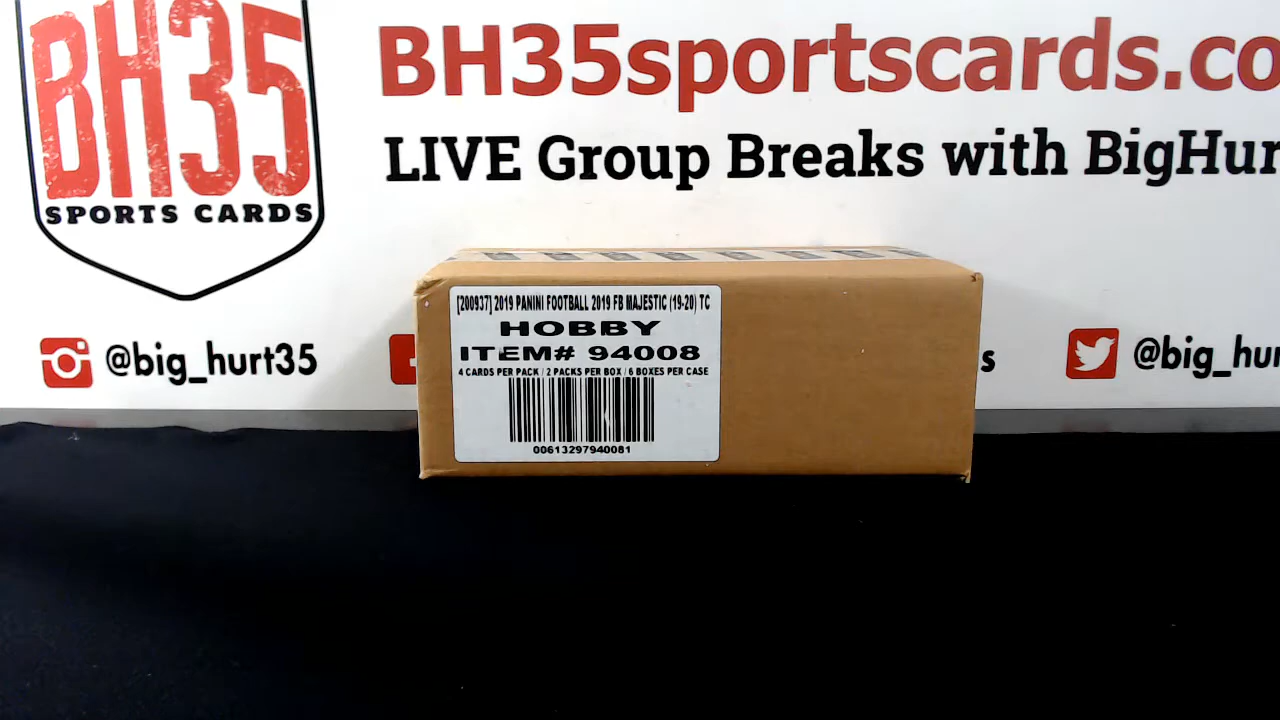 BH35
SPORTS CARDS
BH35sportscards.co
LIVE Group Breaks with BigHur
@big_hurt35
s
@big_hur
[200937] 2019 PANINI FOOTBALL 2019 FB MAJESTIC (19-20) TC
HOBBY
ITEM# 94008
4 CARDS PER PACK / 2 PACKS PER BOX / 6 BOXES PER CASE
00613297940081